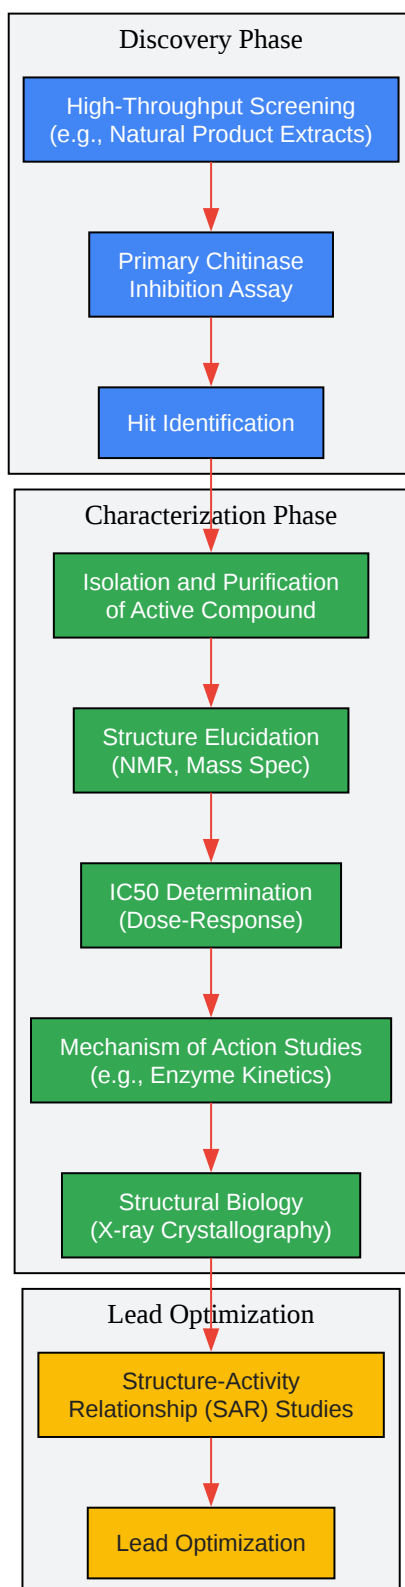 Discovery Phase
High-Throughput Screening
(e.g., Natural Product Extracts)
Primary Chitinase
Inhibition Assay
Hit Identification
Characterization Phase
Isolation and Purification
of Active Compound
Structure Elucidation
(NMR, Mass Spec)
IC50 Determination
(Dose-Response)
Mechanism of Action Studies
(e.g., Enzyme Kinetics)
Structural Biology
(X-ray Crystallography)
Lead Optimization
Structure-Activity
Relationship (SAR) Studies
Lead Optimization